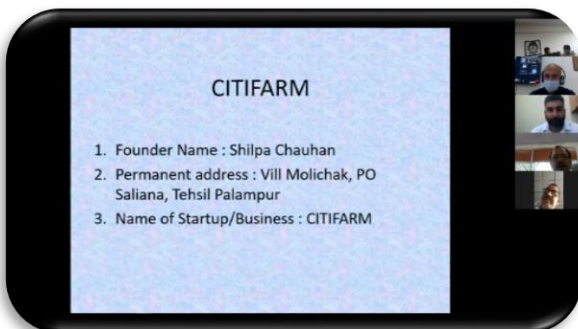 CITIFARM
1. Founder Name : Shilpa Chauhan
2. Permanent address : Vill Molichak, PO
Saliana, Tehsil Palampur
3. Name of Startup/Business : CITIFARM